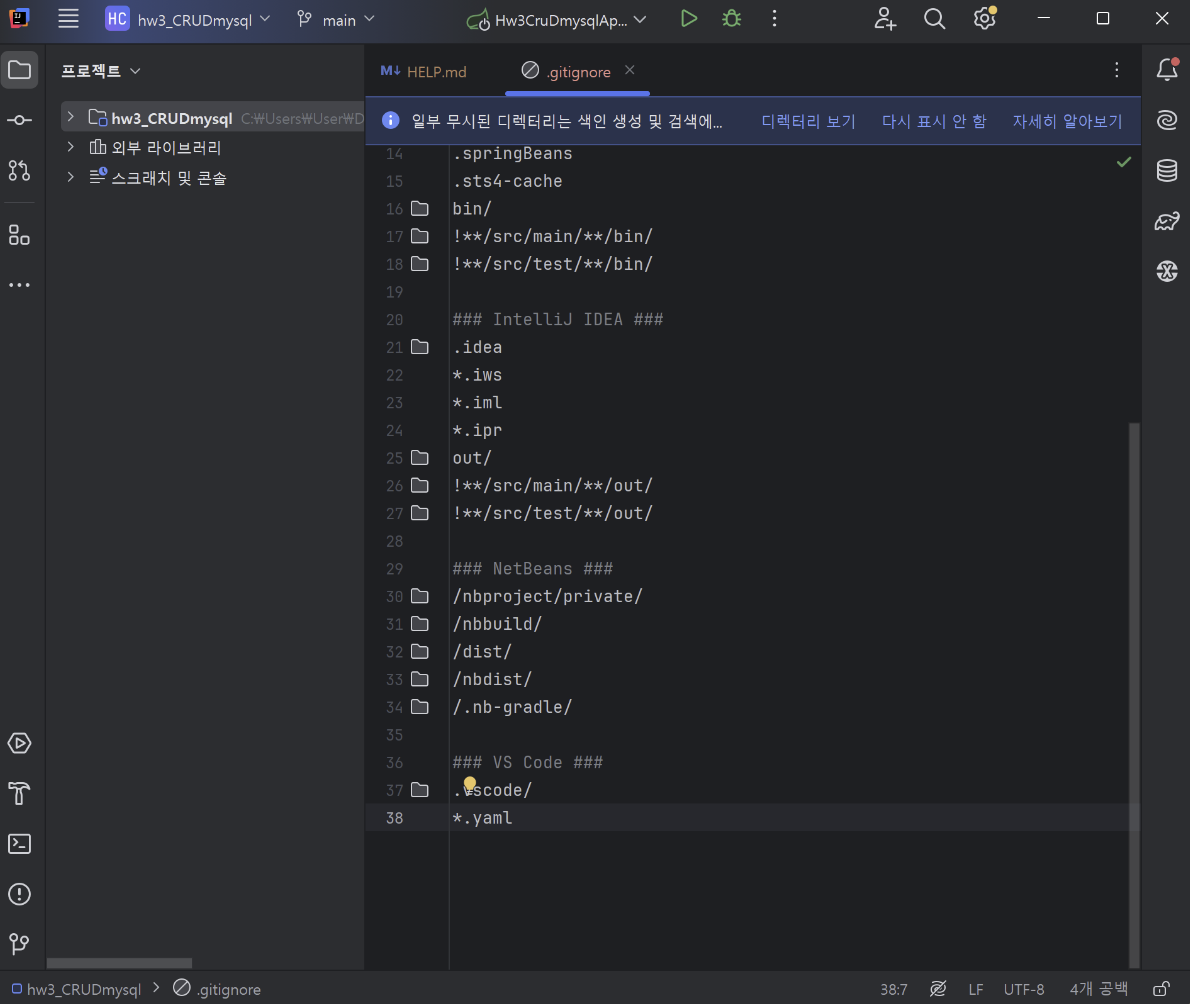 HC hw3_CRUDmysql main Hw3CruDmysqlAp...
프로젝트
M↓ HELP.md .gitignore
hw3_CRUDmysql C:₩Users₩User₩D
외부 라이브러리
스크래치 및 콘솔
일부 무시된 디렉터리는 색인 생성 및 검색에... 디렉터리 보기 다시 표시 안 함 자세히 알아보기
14 .springBeans
15 .sts4-cache
16 bin/
17 !**/src/main/**/bin/
18 !**/src/test/**/bin/
19
20 ### IntelliJ IDEA ###
21 .idea
22 *.iws
23 *.iml
24 *.ipr
25 out/
26 !**/src/main/**/out/
27 !**/src/test/**/out/
28
29 ### NetBeans ###
30 /nbproject/private/
31 /nbbuild/
32 /dist/
33 /nbdist/
34 /.nb-gradle/
35
36 ### VS Code ###
37 .vscode/
38 *.yaml
hw3_CRUDmysql > .gitignore 38:7 LF UTF-8 4개 공백